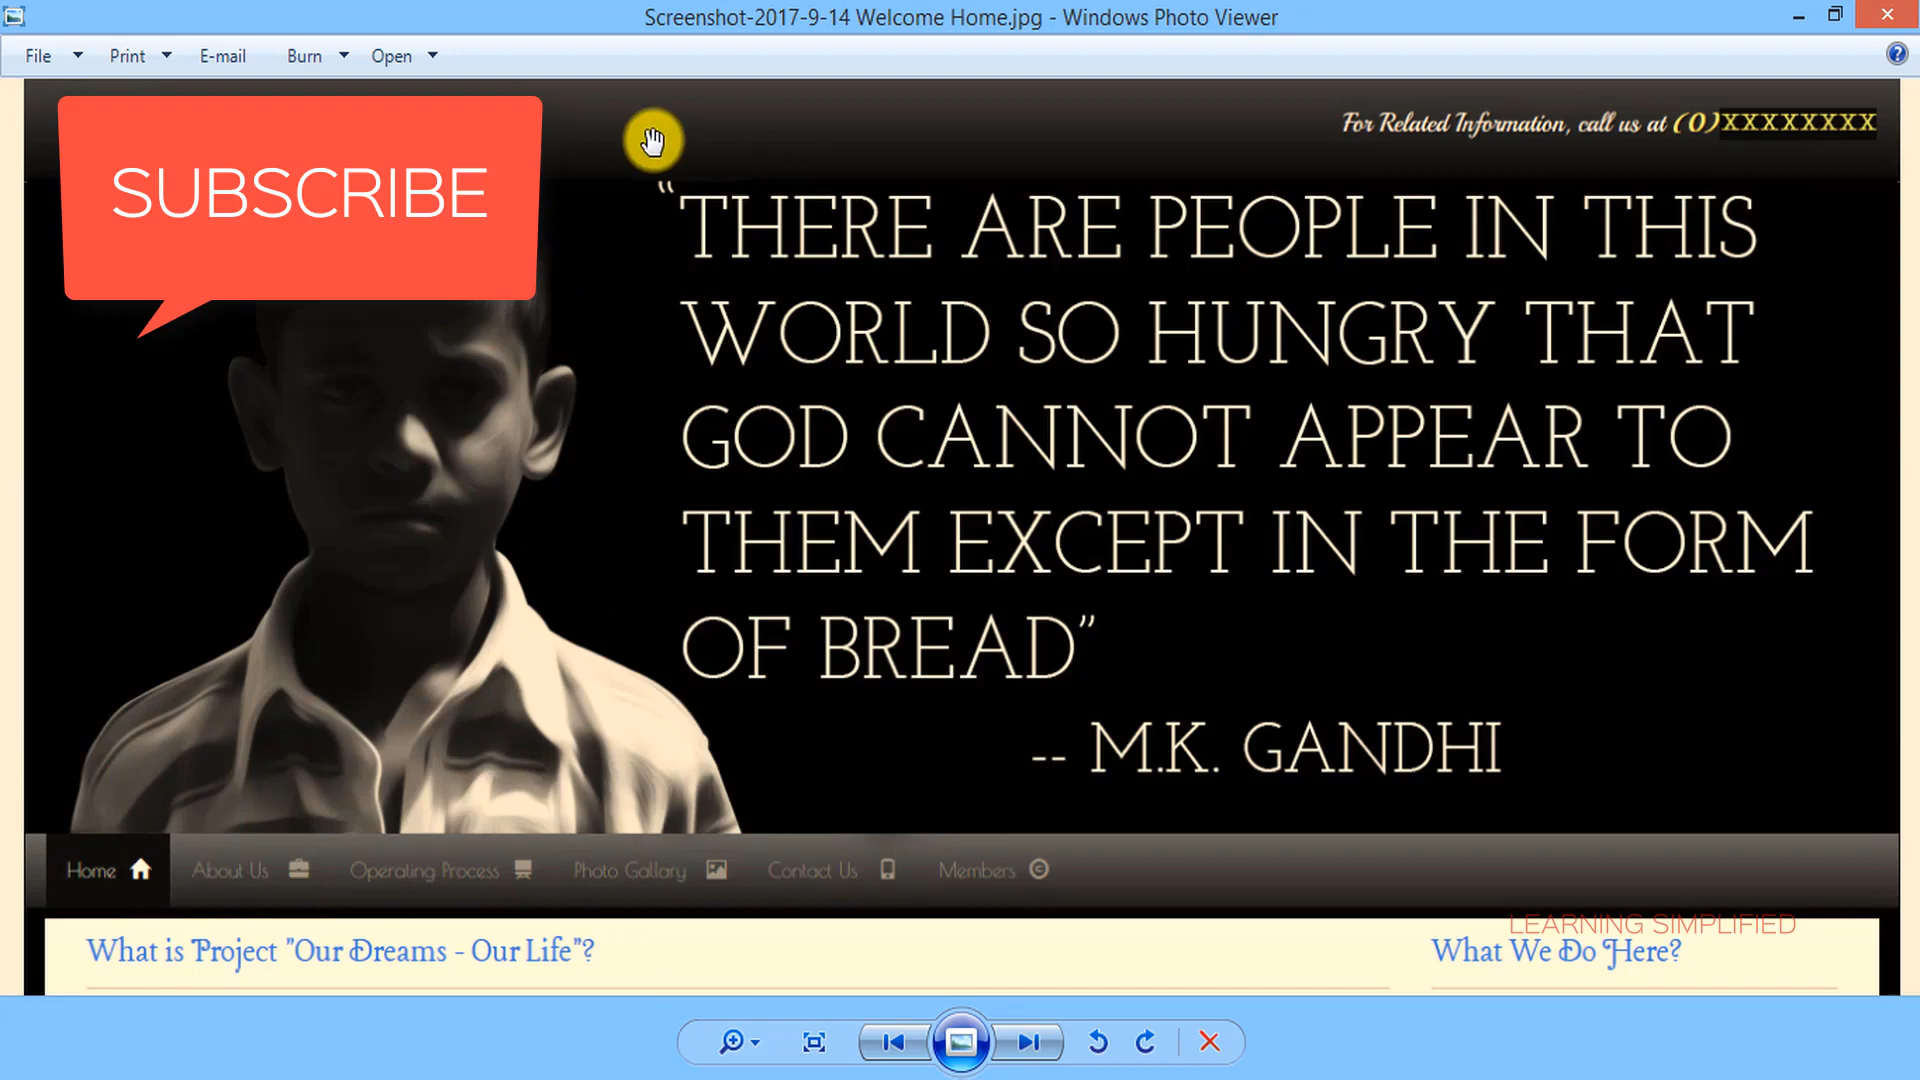 Screenshot-2017-9-14 Welcome Home.jpg - Windows Photo Viewer
File Print E-mail Burn Open
SUBSCRIBE
For Related Information, call us at (0)XXXXXXXX
“THERE ARE PEOPLE IN THIS
WORLD SO HUNGRY THAT
GOD CANNOT APPEAR TO
THEM EXCEPT IN THE FORM
OF BREAD”
-- M.K. GANDHI
Home About Us Operating Process Photo Gallary Contact Us Members
LEARNING SIMPLIFIED
What is Project "Our Dreams - Our Life"? What We Do Here?